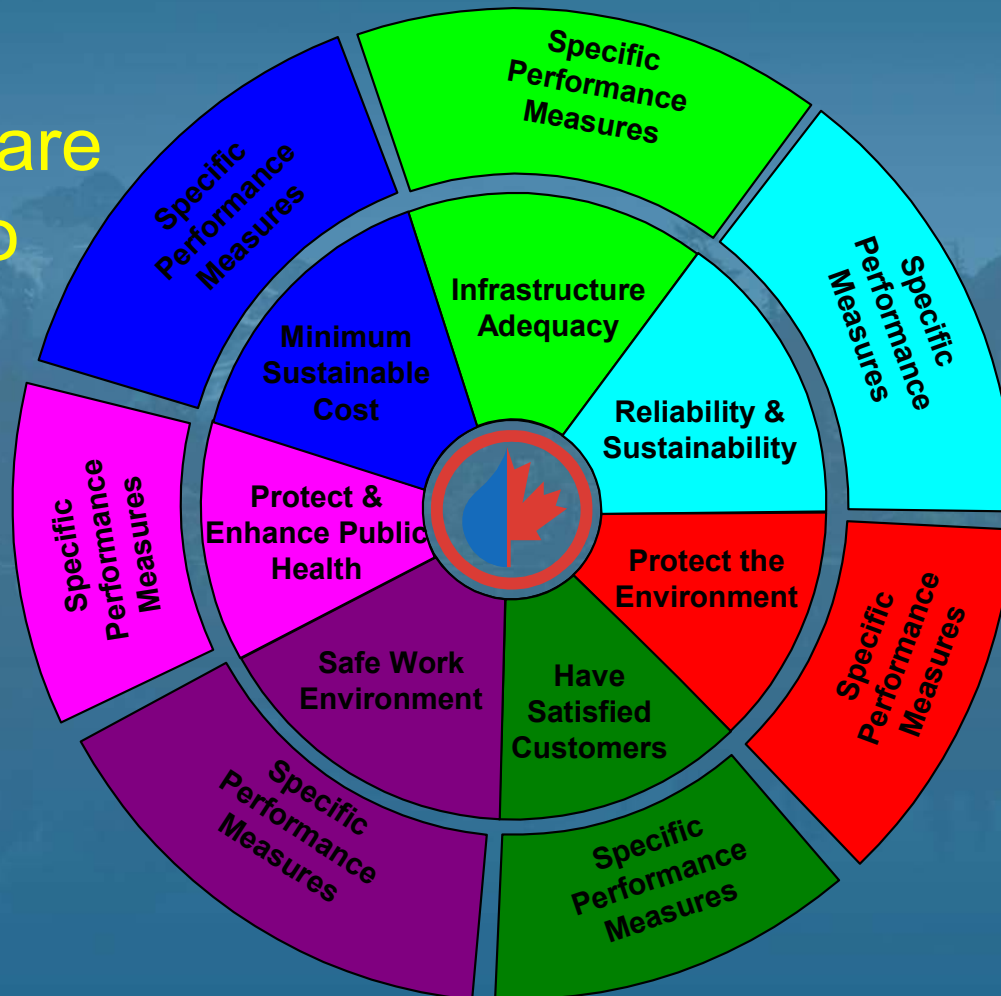 are
Specific
Performance
Measures
Specific
Performance
Measures
Specific
Performance
Measures
Infrastructure
Adequacy
Minimum
Sustainable
Cost
Reliability &
Sustainability
Protect &
Enhance Public
Health
Protect the
Environment
Safe Work
Environment
Have
Satisfied
Customers
Specific
Performance
Measures
Specific
Performance
Measures
Specific
Performance
Measures
Specific
Performance
Measures